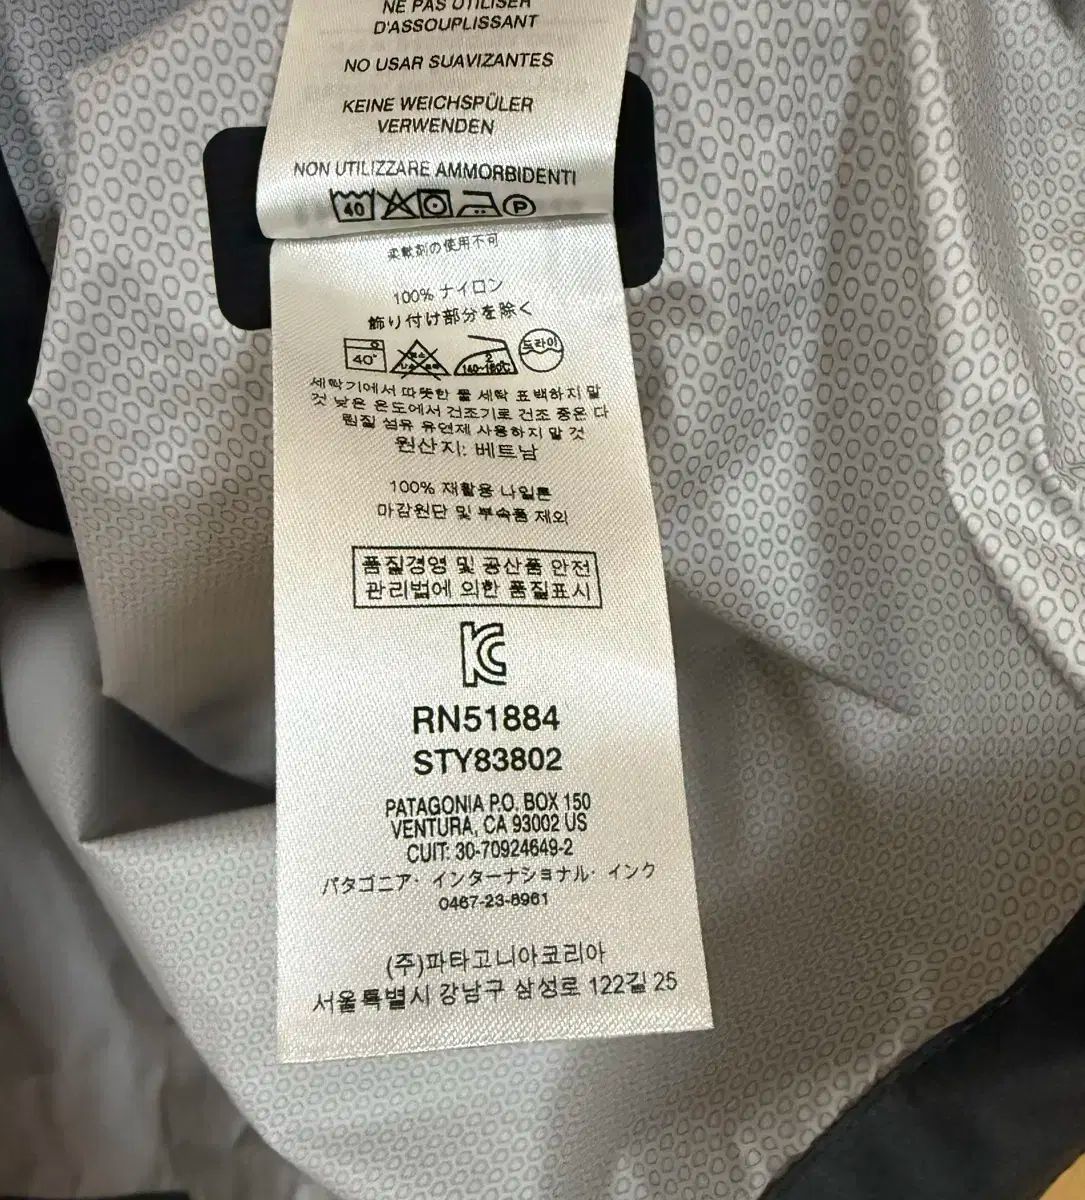 NE PAS UTILISER
D'ASSOUPLISSANT
NO USAR SUAVIZANTES
KEINE WEICHSPÜLER
VERWENDEN
NON UTILIZZARE AMMORBIDENTI
40 P
柔軟剤の使用不可
100% ナイロン
飾り付け部分を除く
40° 2 140~160℃ 드라이
세탁기에서 따뜻한 물 세탁 표백하지 말
것 낮은 온도에서 건조기로 건조 중온 다
림질 섬유 유연제 사용하지 말 것
원산지: 베트남
100% 재활용 나일론
마감원단 및 부속품 제외
품질경영 및 공산품 안전
관리법에 의한 품질표시
KC
RN51884
STY83802
PATAGONIA P.O. BOX 150
VENTURA, CA 93002 US
CUIT: 30-70924649-2
パタゴニア・インターナショナル・インク
0467-23-8961
(주)파타고니아코리아
서울특별시 강남구 삼성로 122길 25